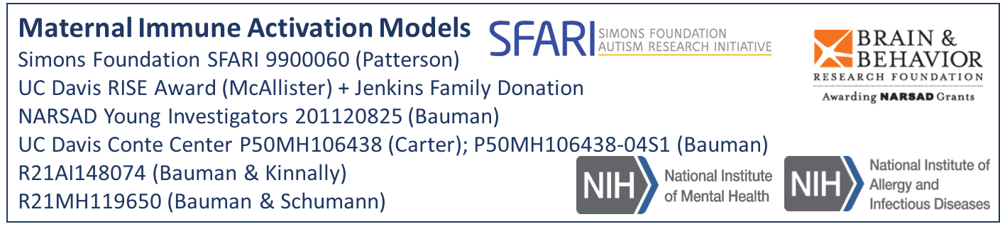 Maternal Immune Activation Models
SFARI
SIMONS FOUNDATION
AUTISM RESEARCH INITIATIVE
BRAIN &
BEHAVIOR
RESEARCH FOUNDATION
Awarding NARSAD Grants
Simons Foundation SFARI 9900060 (Patterson)
UC Davis RISE Award (McAllister) + Jenkins Family Donation
NARSAD Young Investigators 201120825 (Bauman)
UC Davis Conte Center P50MH106438 (Carter); P50MH106438-04S1 (Bauman)
R21AI148074 (Bauman & Kinnally)
R21MH119650 (Bauman & Schumann)
NIH
National Institute
of Mental Health
NIH
National Institute of
Allergy and
Infectious Diseases